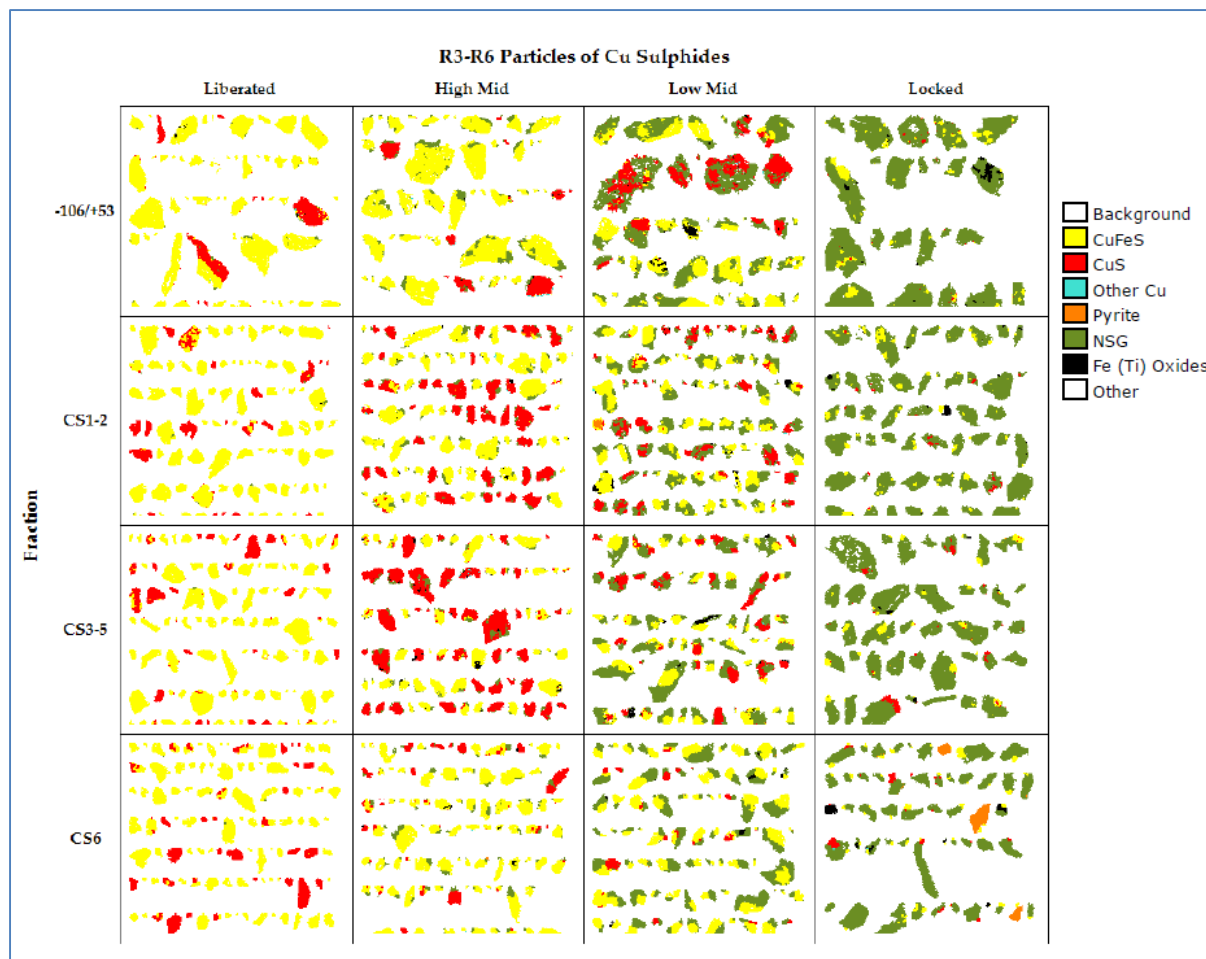 R3-R6 Particles of Cu Sulphides
Liberated High Mid Low Mid Locked
-106/+53
CS1-2
CS3-5
CS6
Fraction
Background
CuFeS
CuS
Other Cu
Pyrite
NSG
Fe (Ti) Oxides
Other